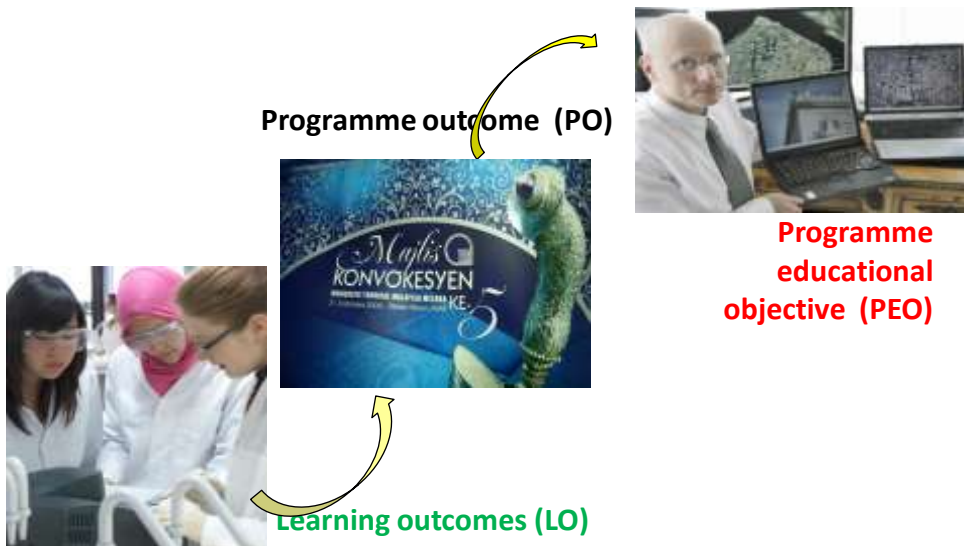 Programme outcome (PO)
Majlis
KONVOKESYEN
KE.
5
Programme
educational
objective (PEO)
Learning outcomes (LO)